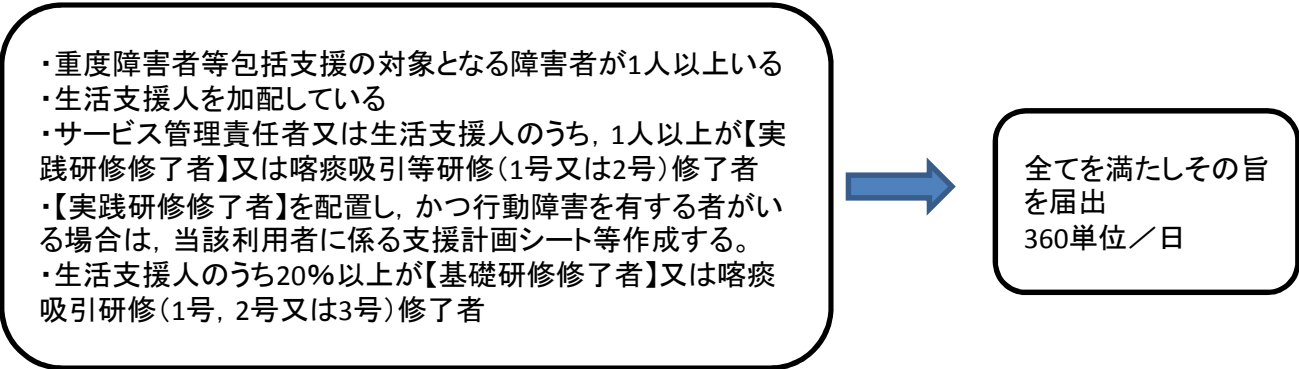 ・重度障害者等包括支援の対象となる障害者が1人以上いる
・生活支援人を加配している
・サービス管理責任者又は生活支援人のうち，1人以上が【実
践研修修了者】又は喀痰吸引等研修（1号又は2号）修了者
・【実践研修修了者】を配置し，かつ行動障害を有する者がい
る場合は，当該利用者に係る支援計画シート等作成する。
・生活支援人のうち20％以上が【基礎研修修了者】又は喀痰
吸引研修（1号，2号又は3号）修了者
全てを満たしその旨
を届出
360単位／日